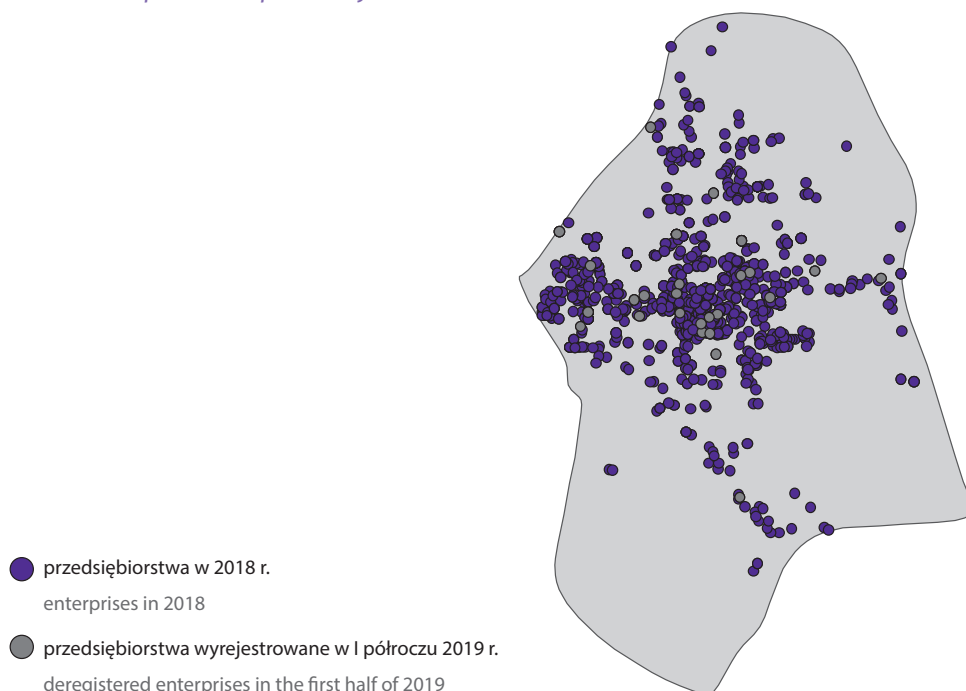 przedsiębiorstwa w 2018 r.
enterprises in 2018
przedsiębiorstwa wyrejestrowane w I półroczu 2019 r.
deregistered enterprises in the first half of 2019